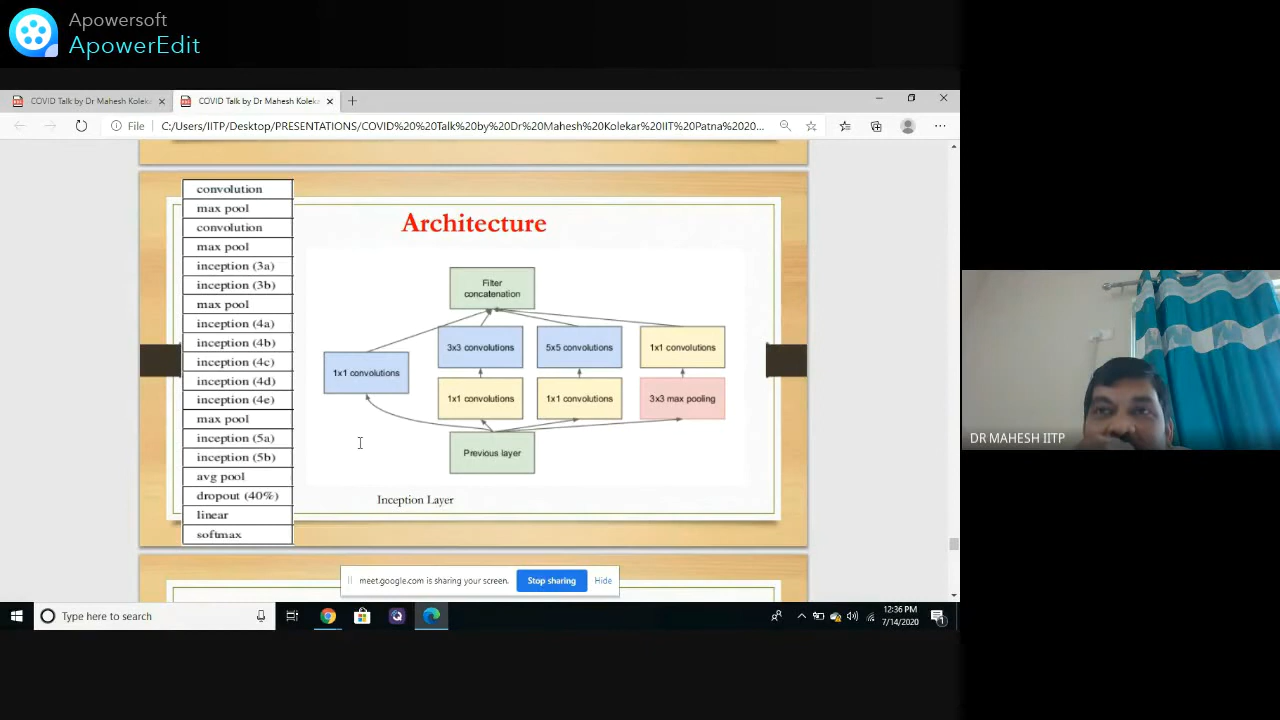 Apowersoft
ApowerEdit
COVID Talk by Dr Mahesh Koleka
COVID Talk by Dr Mahesh Koleka
File
C:/Users/IITP/Desktop/PRESENTATIONS/COVID%20%20Talk%20by%20Dr%20Mahesh%20Kolekar%20IIT%20Patna%2020...
convolution
max pool
convolution
max pool
inception (3a)
inception (3b)
max pool
inception (4a)
inception (4b)
inception (4c)
inception (4d)
inception (4e)
max pool
inception (5a)
inception (5b)
avg pool
dropout (40%)
linear
softmax
Architecture
Filter
concatenation
3x3 convolutions
5x5 convolutions
1x1 convolutions
1x1 convolutions
1x1 convolutions
1x1 convolutions
3x3 max pooling
Previous layer
Inception Layer
DR MAHESH IITP
meet.google.com is sharing your screen.
Stop sharing
Hide
Type here to search
12:36 PM
7/14/2020
1